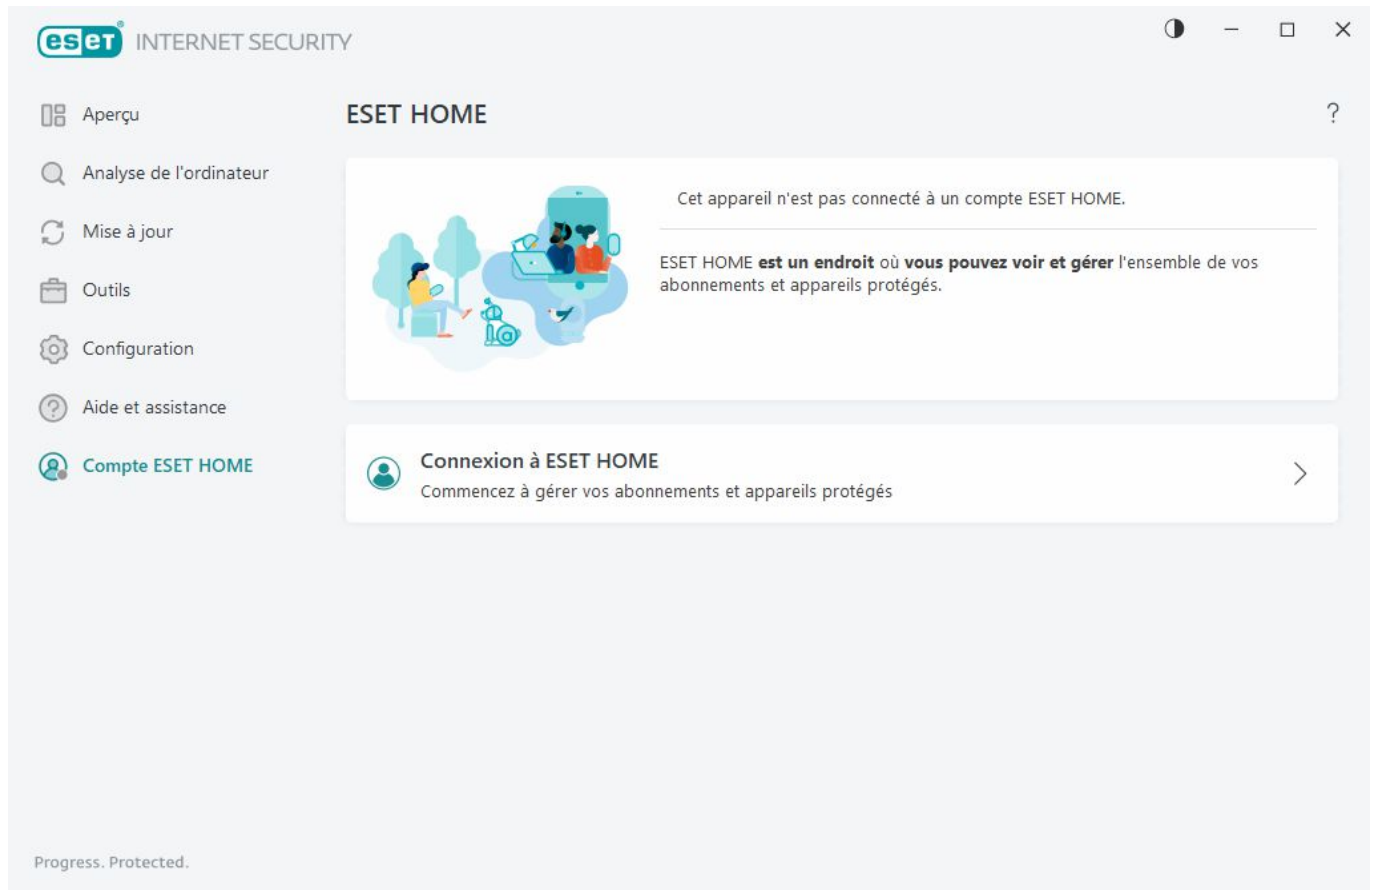 eset INTERNET SECURITY
Aperçu
Analyse de l'ordinateur
Mise à jour
Outils
Configuration
Aide et assistance
Compte ESET HOME
ESET HOME
?
Cet appareil n'est pas connecté à un compte ESET HOME.
ESET HOME est un endroit où vous pouvez voir et gérer l'ensemble de vos
abonnements et appareils protégés.
Connexion à ESET HOME
Commencez à gérer vos abonnements et appareils protégés
Progress. Protected.